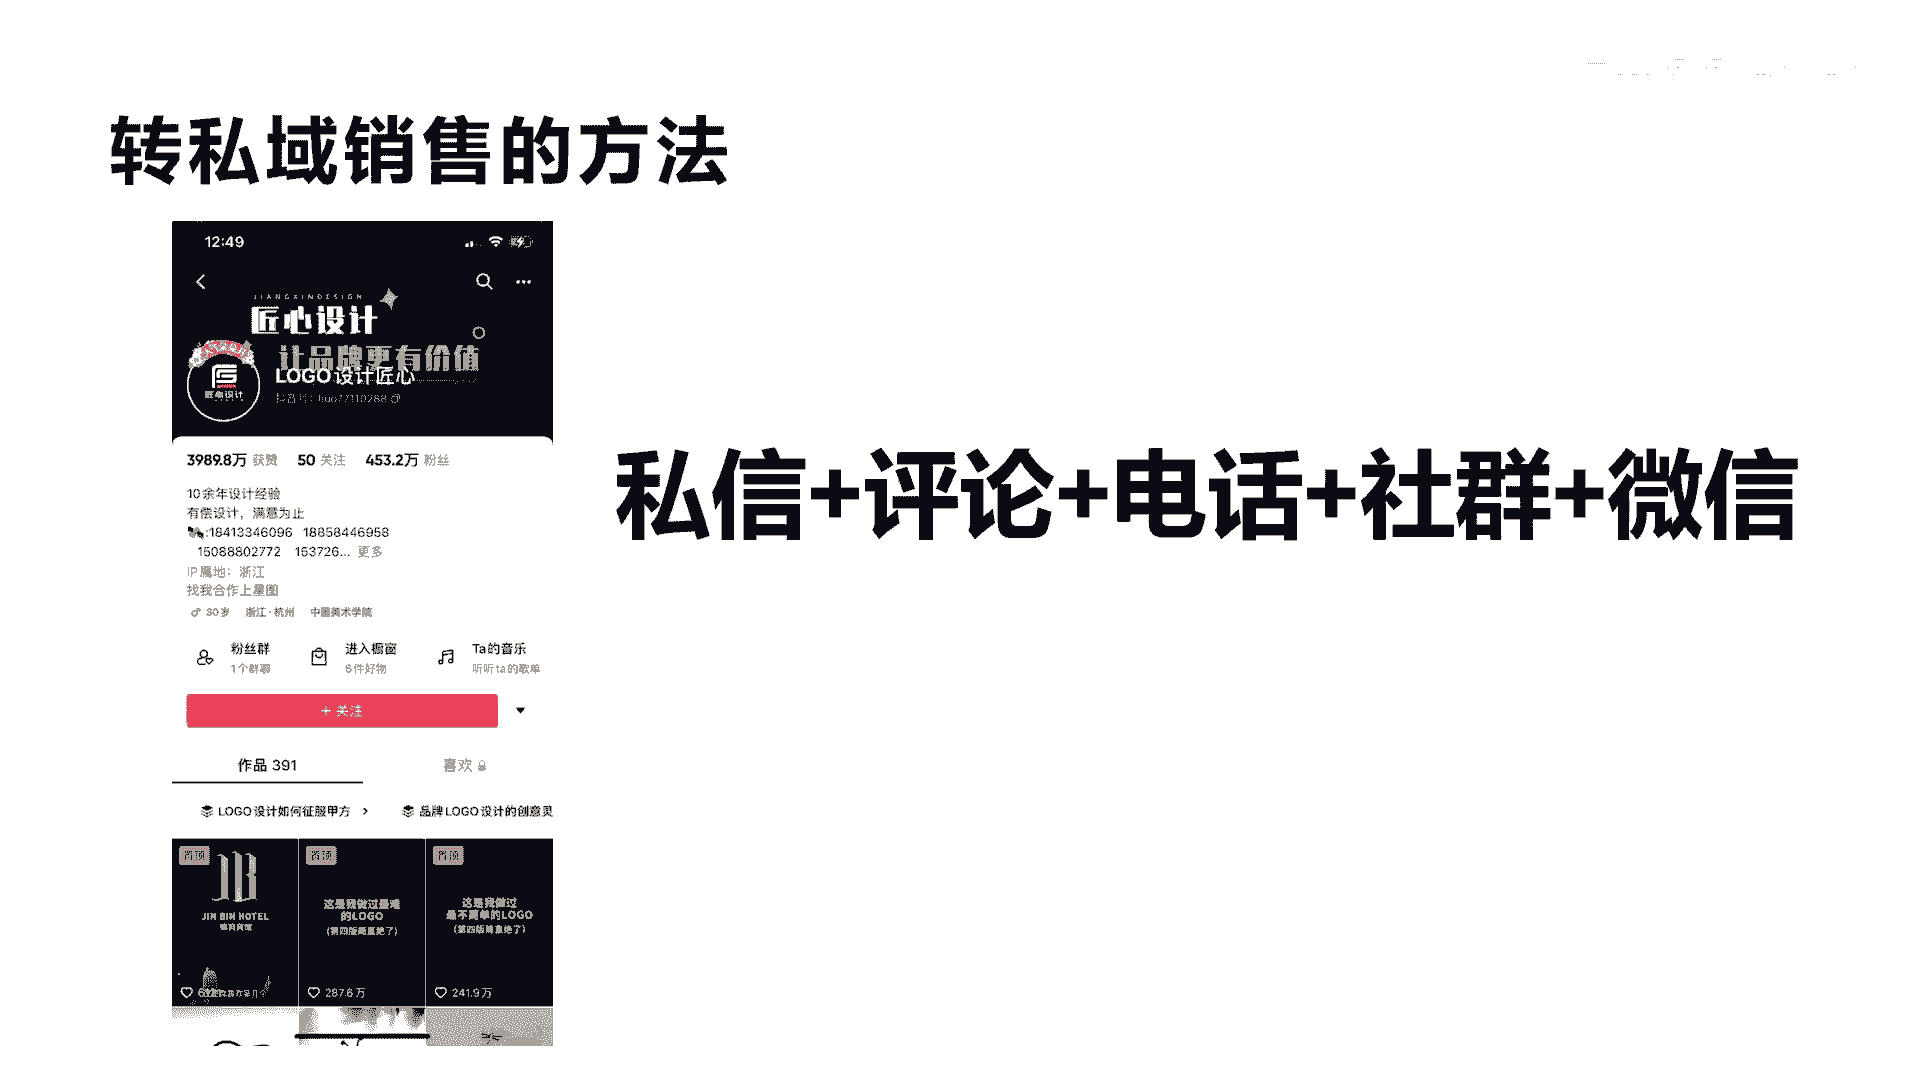 转私域销售的方法
12:49
JIANGXINDESIGN
匠心设计
让品牌更有价值
LOGO设计匠心
匠心设计
抖音号：huo77110288
3989.8万 获赞 50 关注 453.2万 粉丝
10余年设计经验
有偿设计，满意为止
:18413346096 18858446958
15088802772 153726... 更多
IP属地：浙江
找我合作上星图
♂ 30岁 浙江·杭州 中国美术学院
粉丝群 进入橱窗 Ta的音乐
1个群聊 6件好物 听听ta的歌单
+ 关注
作品 391 喜欢
LOGO设计如何征服甲方 > 品牌LOGO设计的创意灵
置顶 置顶 置顶
JIN BIN HOTEL
这是我做过最难
的LOGO
(第四版简直绝了)
这是我做过
最不简单的LOGO
(第四版简直绝了)
287.6万 241.9万
私信+评论+电话+社群+微信